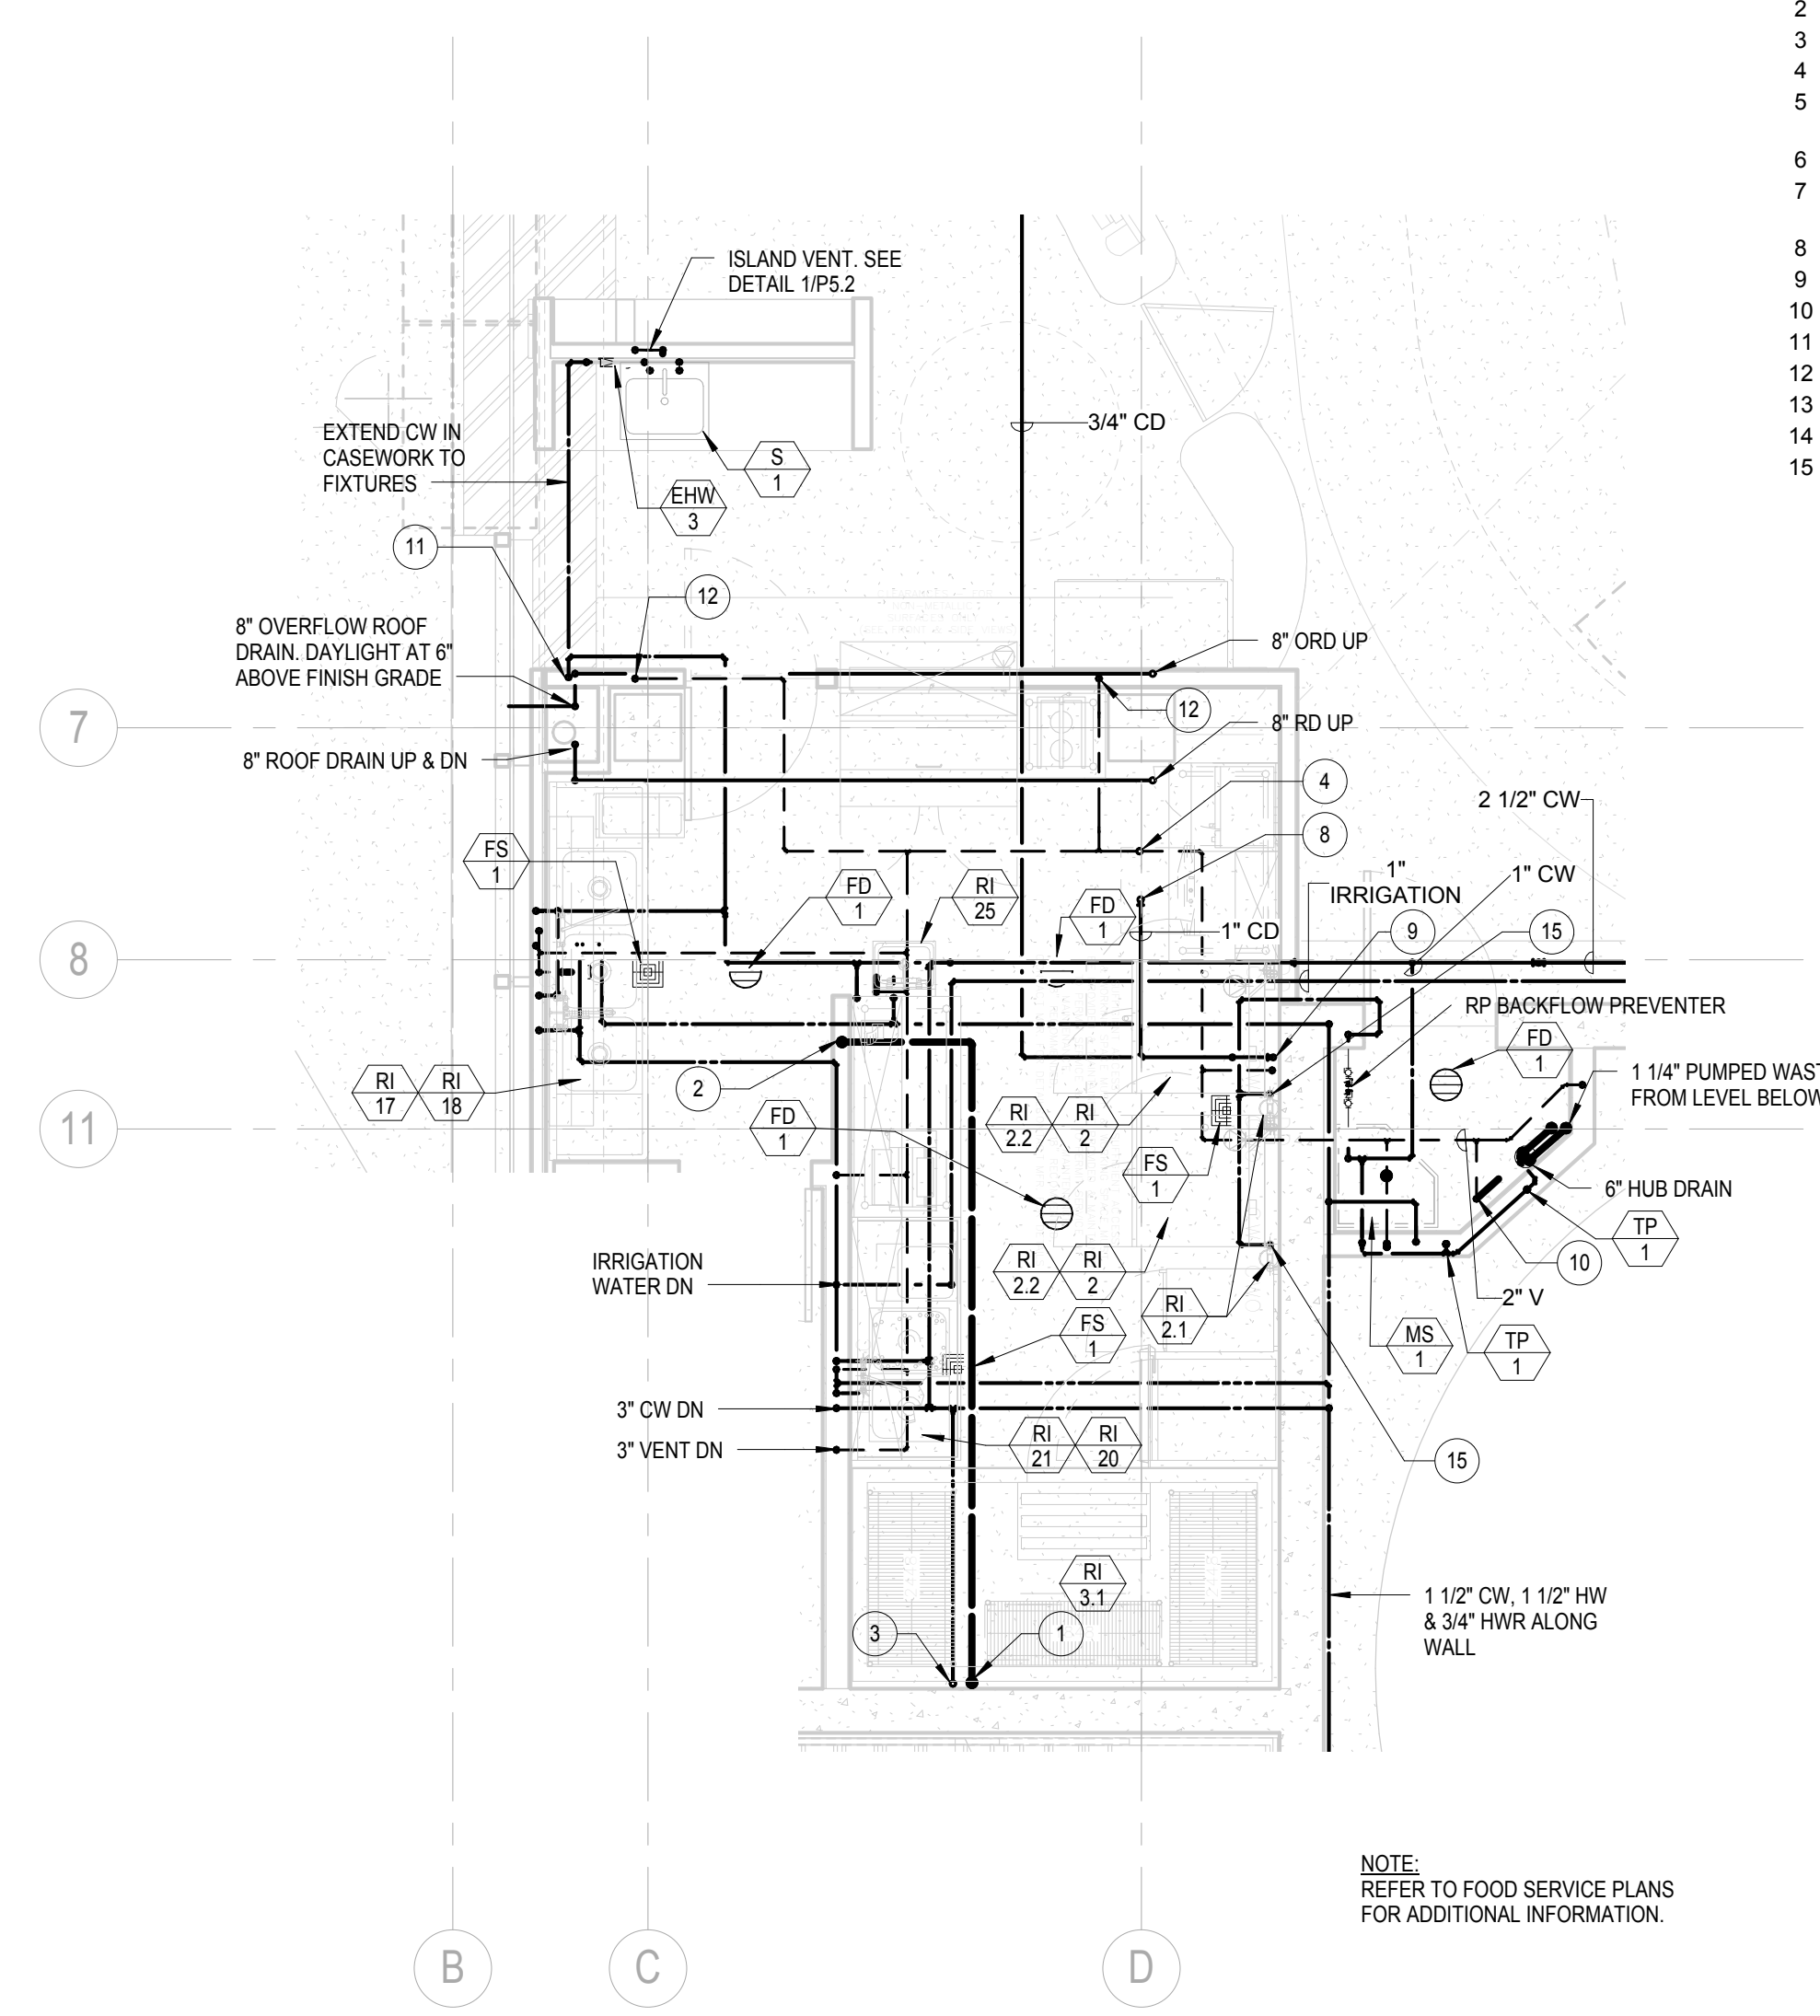 2
3
4
5
6
7
8
9
10
11
12
13
14
15
ISLAND VENT. SEE
DETAIL 1/P5.2
3/4" CD
EXTEND CW IN
CASEWORK TO
FIXTURES
S
1
EHW
3
11
12
8" OVERFLOW ROOF
DRAIN. DAYLIGHT AT 6"
ABOVE FINISH GRADE
8" ORD UP
12
7
8" RD UP
8" ROOF DRAIN UP & DN
4
2 1/2" CW
8
FS
1
FD
1
RI
25
FD
1
1"
IRRIGATION
1" CW
1" CD
9
15
8
RP BACKFLOW PREVENTER
FD
1
1 1/4" PUMPED WAST
FROM LEVEL BELOW
RI
17
RI
18
2
FD
1
RI
2.2
RI
2
11
FS
1
6" HUB DRAIN
TP
1
IRRIGATION
WATER DN
RI
2.2
RI
2
10
RI
2.1
2" V
FS
1
MS
1
TP
1
3" CW DN
3" VENT DN
RI
21
RI
20
15
RI
3.1
1 1/2" CW, 1 1/2" HW
& 3/4" HWR ALONG
WALL
3
1
NOTE:
REFER TO FOOD SERVICE PLANS
FOR ADDITIONAL INFORMATION.
B
C
D